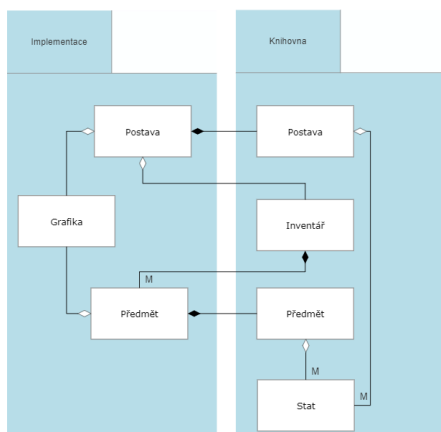 Implementace
Knihovna
Postava
Postava
Grafika
Inventář
M
Předmět
Předmět
M
M
Stat